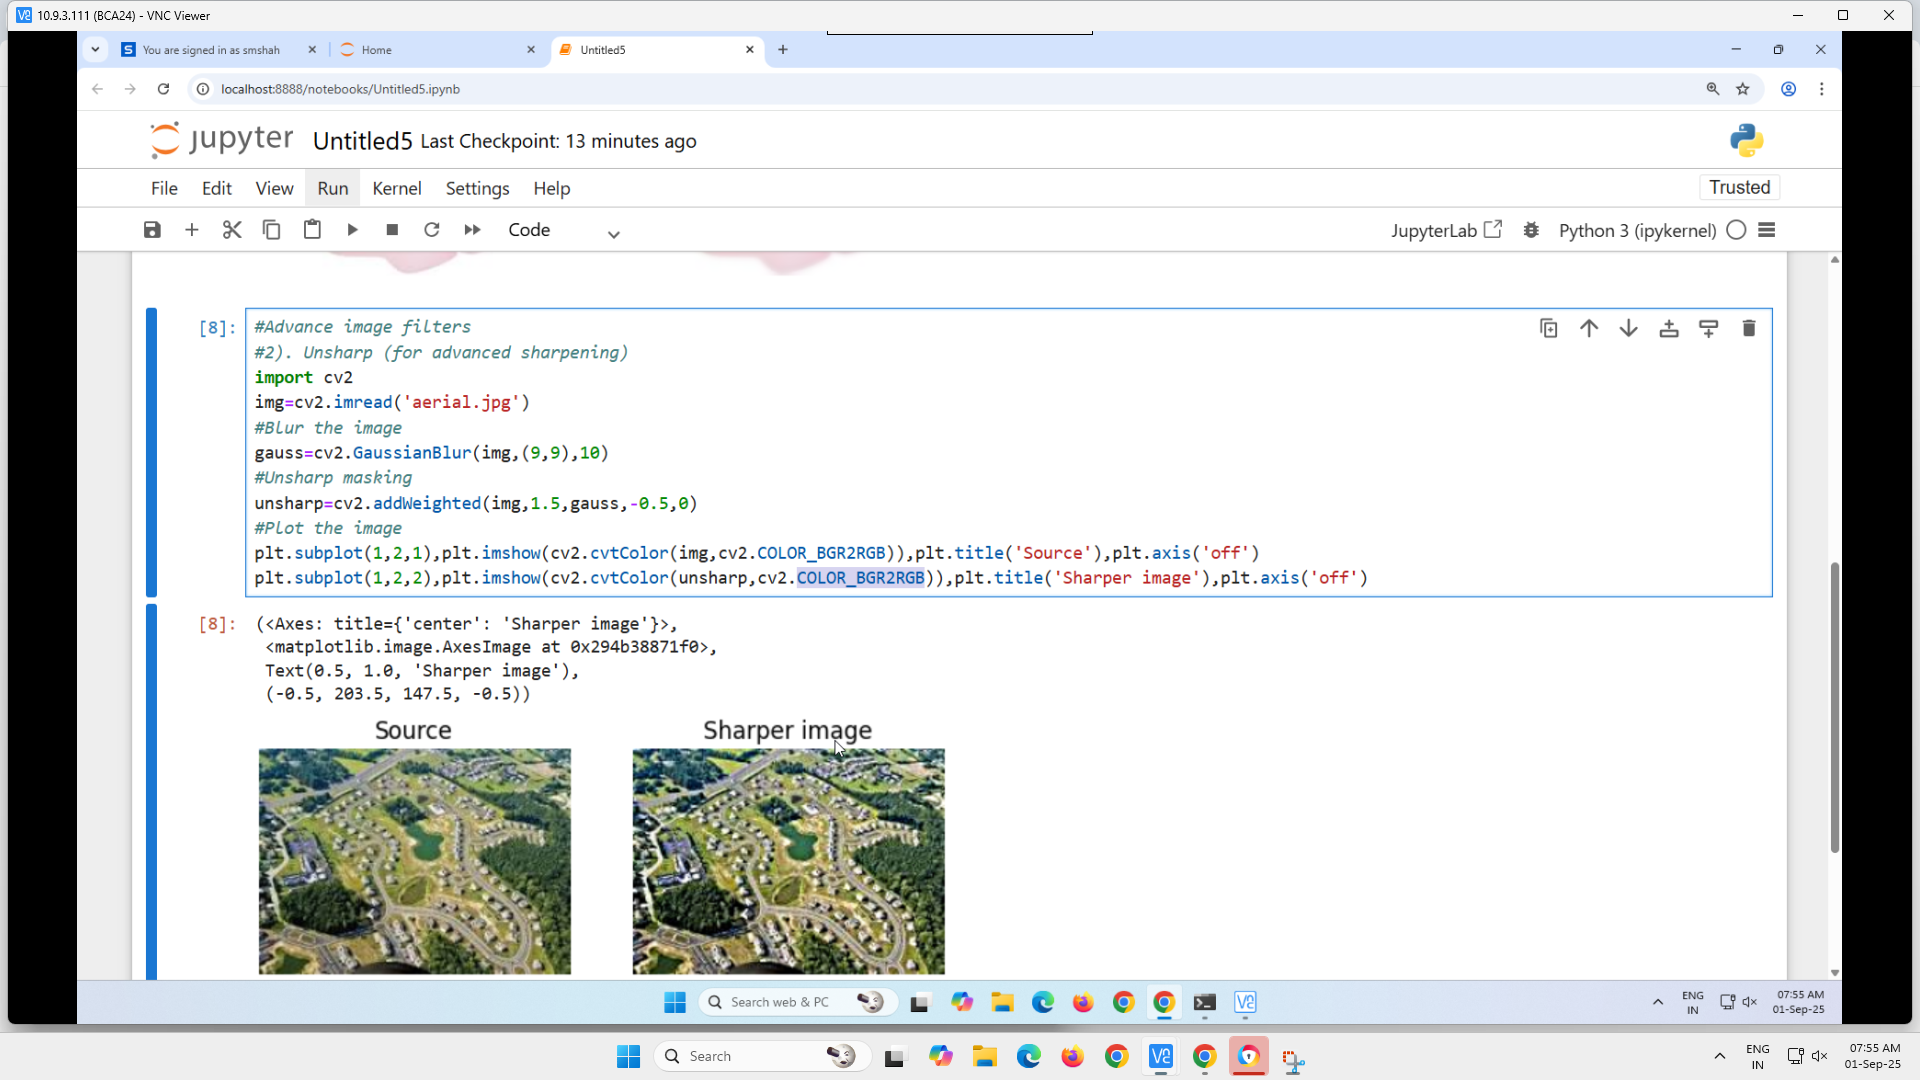 10.9.3.111 (BCA24) - VNC Viewer
You are signed in as smshah
Home
Untitled5
localhost:8888/notebooks/Untitled5.ipynb
jupyter Untitled5 Last Checkpoint: 13 minutes ago
File Edit View Run Kernel Settings Help
Trusted
Code
JupyterLab
Python 3 (ipykernel)
[8]:
#Advance image filters
#2). Unsharp (for advanced sharpening)
import cv2
img=cv2.imread('aerial.jpg')
#Blur the image
gauss=cv2.GaussianBlur(img,(9,9),10)
#Unsharp masking
unsharp=cv2.addWeighted(img,1.5,gauss,-0.5,0)
#Plot the image
plt.subplot(1,2,1),plt.imshow(cv2.cvtColor(img,cv2.COLOR_BGR2RGB)),plt.title('Source'),plt.axis('off')
plt.subplot(1,2,2),plt.imshow(cv2.cvtColor(unsharp,cv2.COLOR_BGR2RGB)),plt.title('Sharper image'),plt.axis('off')
[8]:
(<Axes: title={'center': 'Sharper image'}>,
<matplotlib.image.AxesImage at 0x294b38871f0>,
Text(0.5, 1.0, 'Sharper image'),
(-0.5, 203.5, 147.5, -0.5))
Source
Sharper image
Search web & PC
ENG
IN
07:55 AM
01-Sep-25
Search
ENG
IN
07:55 AM
01-Sep-25